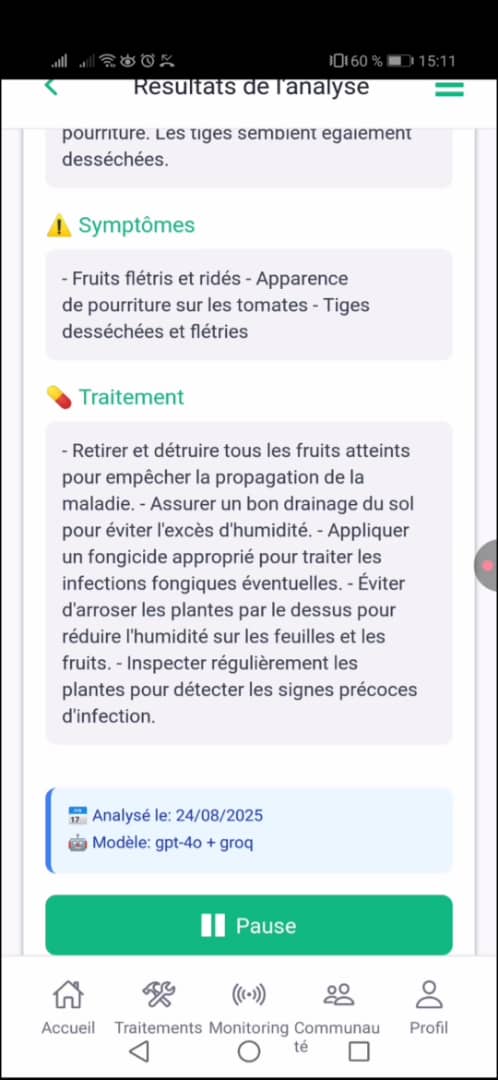 60 % 15:11
Résultats de l'analyse
pourriture. Les tiges semblent également
desséchées.
Symptômes
- Fruits flétris et ridés - Apparence
de pourriture sur les tomates - Tiges
desséchées et flétries
Traitement
- Retirer et détruire tous les fruits atteints
pour empêcher la propagation de la
maladie. - Assurer un bon drainage du sol
pour éviter l'excès d'humidité. - Appliquer
un fongicide approprié pour traiter les
infections fongiques éventuelles. - Éviter
d'arroser les plantes par le dessus pour
réduire l'humidité sur les feuilles et les
fruits. - Inspecter régulièrement les
plantes pour détecter les signes précoces
d'infection.
Analysé le: 24/08/2025
Modèle: gpt-4o + groq
Pause
Accueil Traitements Monitoring Communau
té Profil